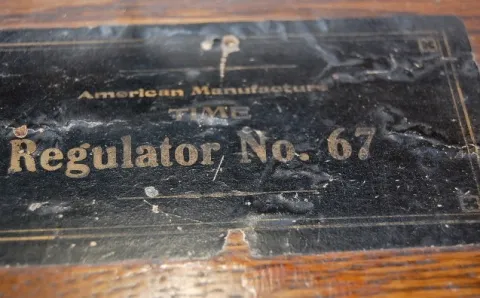 American Manufacture
TIME
Regulator No. 67